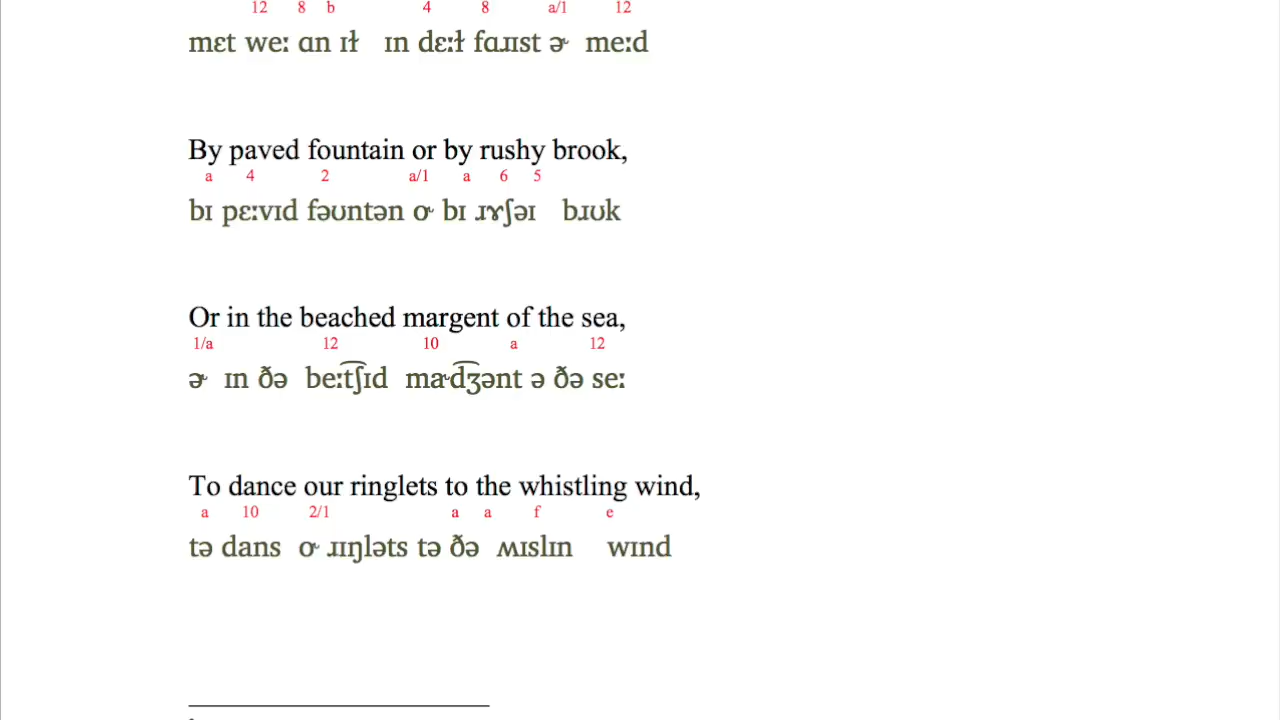 12 8 b 4 8 a/1 12
mɛt weː ɑn ɪɫ ɪn dɛːɫ fɑɹɪst ɚ meːd
By paved fountain or by rushy brook,
a 4 2 a/1 a 6 5
bɪ pɛːvɪd fəʊntən o˞ bɪ ɹɤʃəɪ bɹʊk
Or in the beached margent of the sea,
1/a 12 10 a 12
ɚ ɪn ðə beːt͡ʃɪd ma˞d͡ʒənt ə ðə seː
To dance our ringlets to the whistling wind,
a 10 2/1 a a f e
tə dans o˞ ɹɪŋləts tə ðə ʍɪslɪn wɪnd